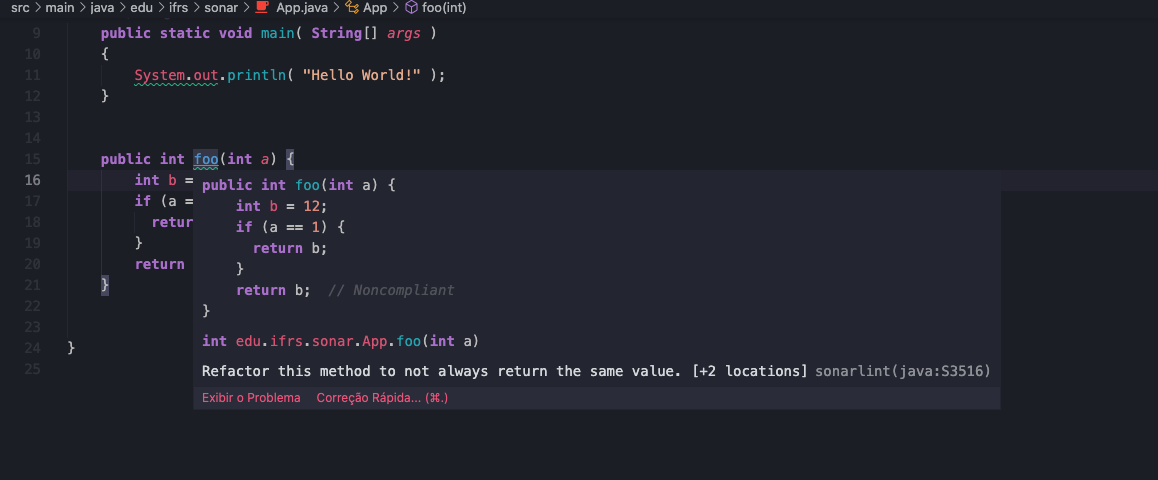 src > main > java > edu > ifrs > sonar > App.java > App > foo(int)
9 public static void main( String[] args )
10 {
11 System.out.println( "Hello World!" );
12 }
13
14
15 public int foo(int a) {
16 int b =
17 if (a =
18 retur
19 }
20 return
21 }
22
23
24 }
25
public int foo(int a) {
int b = 12;
if (a == 1) {
return b;
}
return b; // Noncompliant
}
int edu.ifrs.sonar.App.foo(int a)
Refactor this method to not always return the same value. [+2 locations] sonarlint(java:S3516)
Exibir o Problema Correção Rápida... (⌘.)